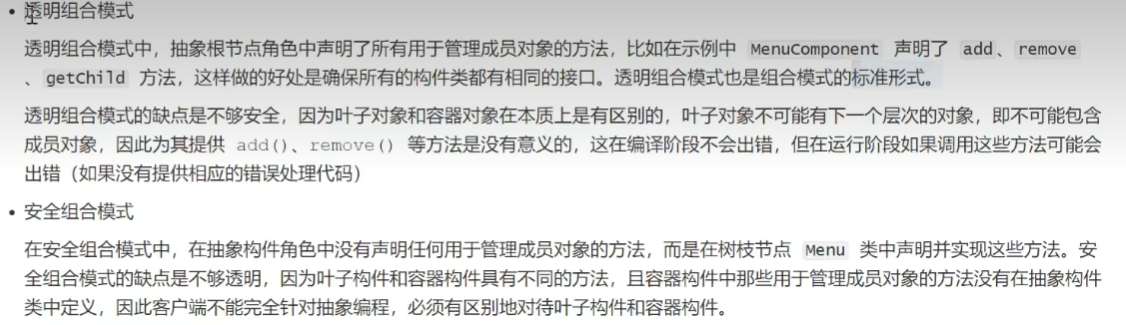 • 透明组合模式
透明组合模式中，抽象根节点角色中声明了所有用于管理成员对象的方法，比如在示例中 MenuComponent 声明了 add、remove
、getChild 方法，这样做的好处是确保所有的构件类都有相同的接口。透明组合模式也是组合模式的标准形式。
透明组合模式的缺点是不够安全，因为叶子对象和容器对象在本质上是有区别的，叶子对象不可能有下一个层次的对象，即不可能包含
成员对象，因此为其提供 add()、remove() 等方法是没有意义的，这在编译阶段不会出错，但在运行阶段如果调用这些方法可能会
出错（如果没有提供相应的错误处理代码）
• 安全组合模式
在安全组合模式中，在抽象构件角色中没有声明任何用于管理成员对象的方法，而是在树枝节点 Menu 类中声明并实现这些方法。安
全组合模式的缺点是不够透明，因为叶子构件和容器构件具有不同的方法，且容器构件中那些用于管理成员对象的方法没有在抽象构件
类中定义，因此客户端不能完全针对抽象编程，必须有区别地对待叶子构件和容器构件。